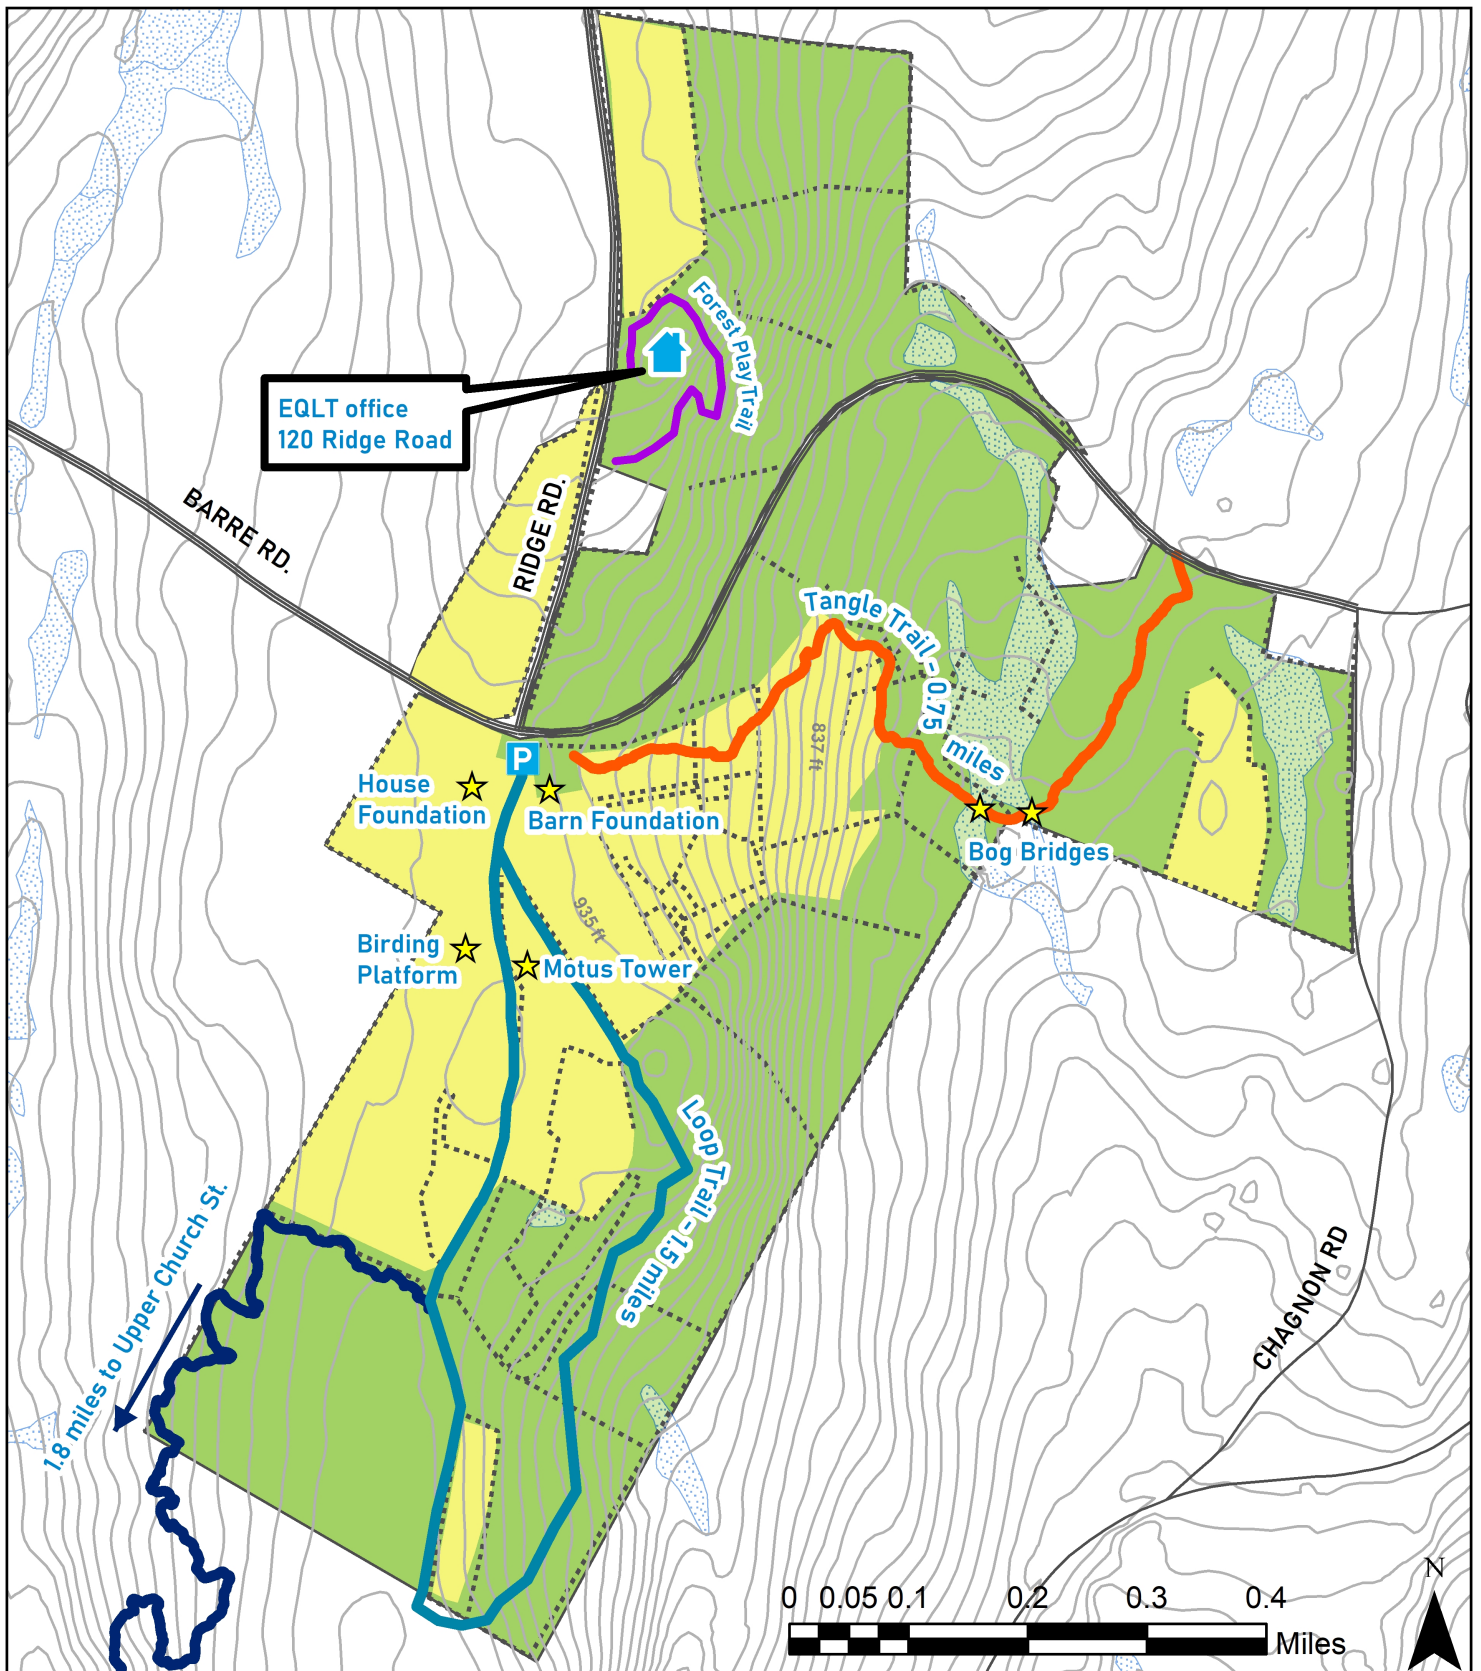 Forest Play Trail
EQLT office
120 Ridge Road
BARRE RD.
RIDGE RD.
Tangle Trail - 0.75 miles
837 ft
P
House
Foundation
Barn Foundation
Bog Bridges
935 ft
Birding
Platform
Motus Tower
Loop Trail - 1.5 miles
1.8 miles to Upper Church St.
CHAGNON RD
N
0 0.05 0.1 0.2 0.3 0.4
Miles